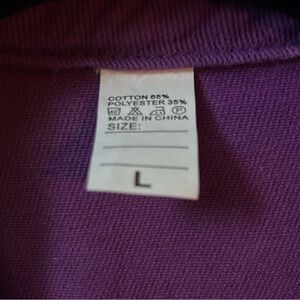 COTTON 65%
POLYESTER 35%
MADE IN CHINA
SIZE:
L